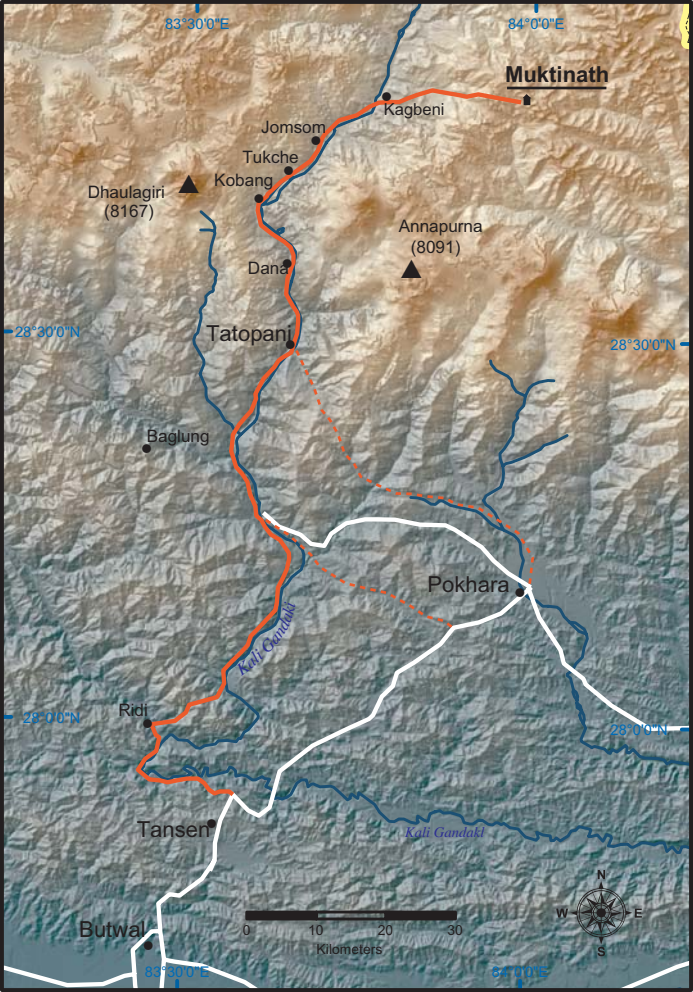 83°30'0"E
84°0'0"E
Muktinath
Kagbeni
Jomsom
Tukche
Kobang
Dhaulagiri
(8167)
Annapurna
(8091)
Dana
28°30'0"N
Tatopani
28°30'0"N
Baglung
Pokhara
Kali Gandaki
Ridi
28°0'0"N
28°0'0"N
Tansen
Kali Gandaki
N
W
E
S
Butwal
0
10
20
30
Kilometers
83°30'0"E
84°0'0"E